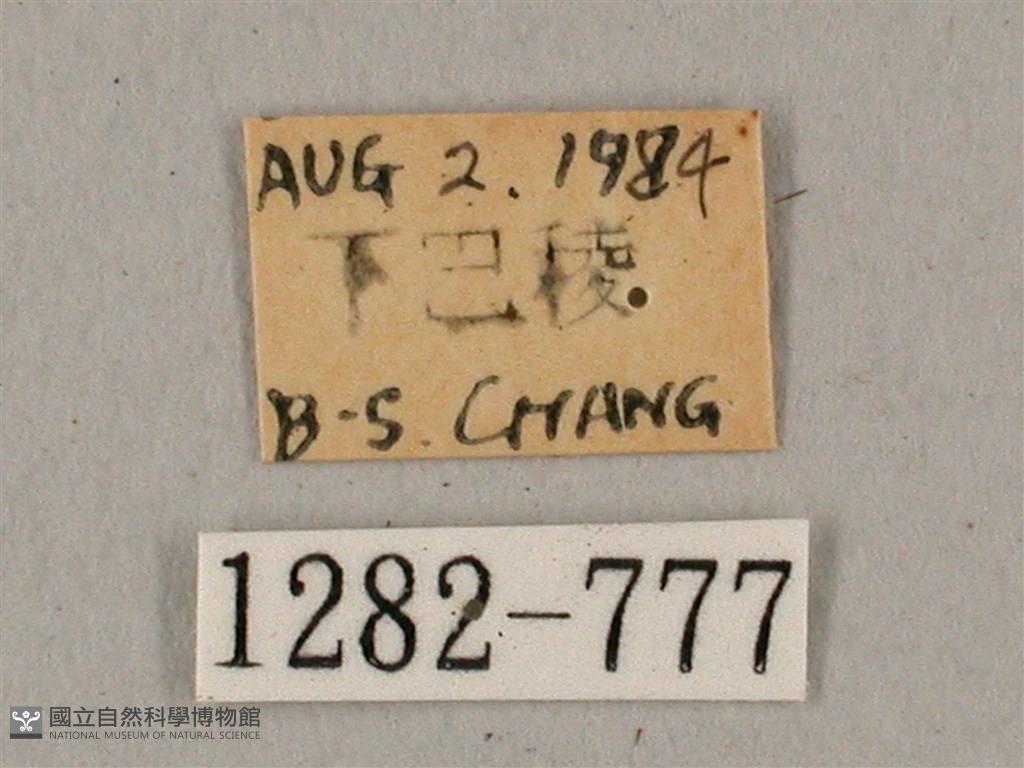 AUG 2. 1984
下巴稜
B-S. CHANG
1282-777
國立自然科學博物館
NATIONAL MUSEUM OF NATURAL SCIENCE